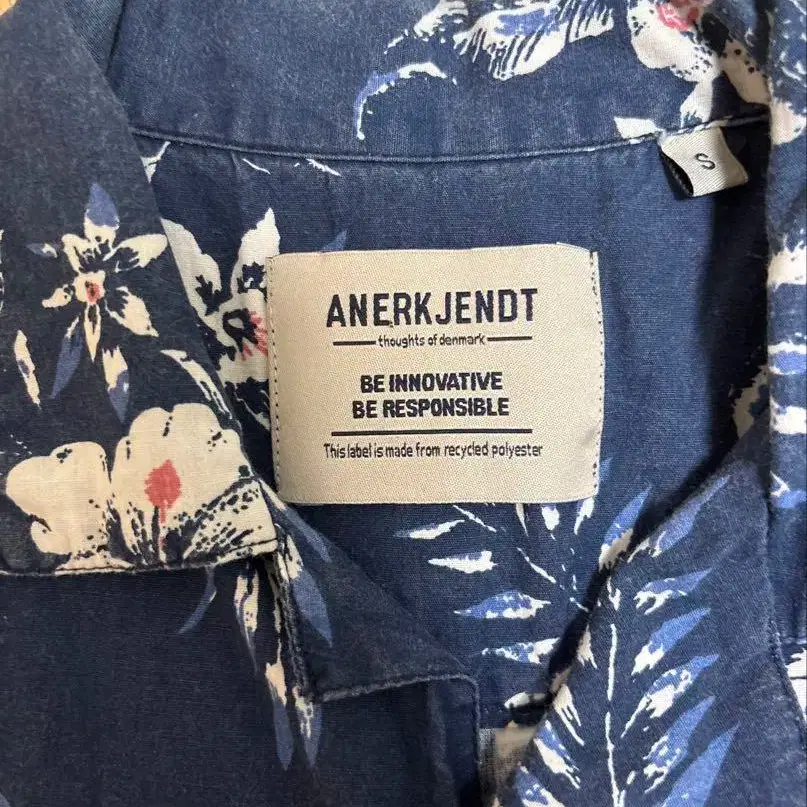 S
ANERKJENDT
thoughts of denmark
BE INNOVATIVE
BE RESPONSIBLE
This label is made from recycled polyester